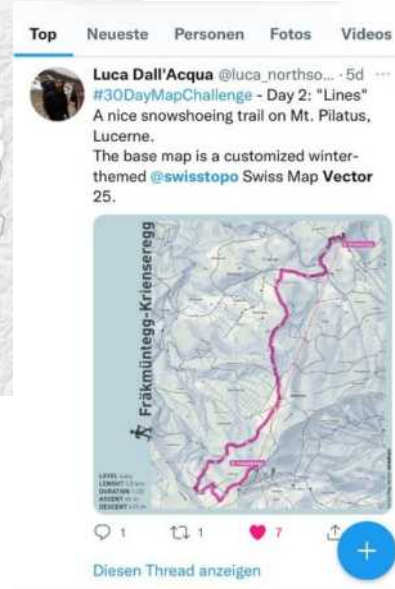 Top Neueste Personen Fotos Videos
Luca Dall'Acqua @luca_northso... · 5d ...
#30DayMapChallenge - Day 2: "Lines"
A nice snowshoeing trail on Mt. Pilatus,
Lucerne.
The base map is a customized winter-
themed @swisstopo Swiss Map Vector
25.
Fräkmüntegg-Krienseregg
LEVEL
LENGHT
DURATION
ASCENT
DESCENT
1 1 7
Diesen Thread anzeigen